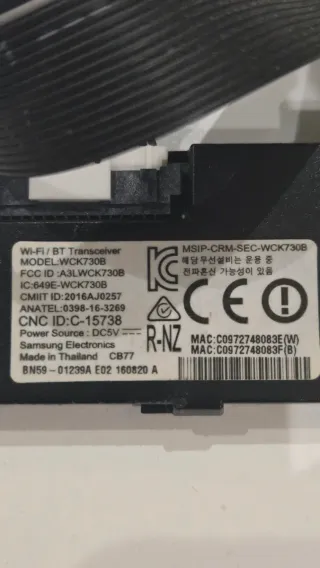 Wi-Fi / BT Transceiver
MODEL:WCK730B
FCC ID :A3LWCK730B
IC:649E-WCK730B
CMIIT ID:2016AJ0257
ANATEL:0398-16-3269
CNC ID:C-15738
Power Source : DC5V
Samsung Electronics
Made in Thailand CB77
BN59-01239A E02 160820 A
R-NZ
MSIP-CRM-SEC-WCK730B
해당 무선설비는 운용 중
전파혼신 가능성이 있음
CE
MAC:C0972748083E(W)
MAC:C0972748083F(B)